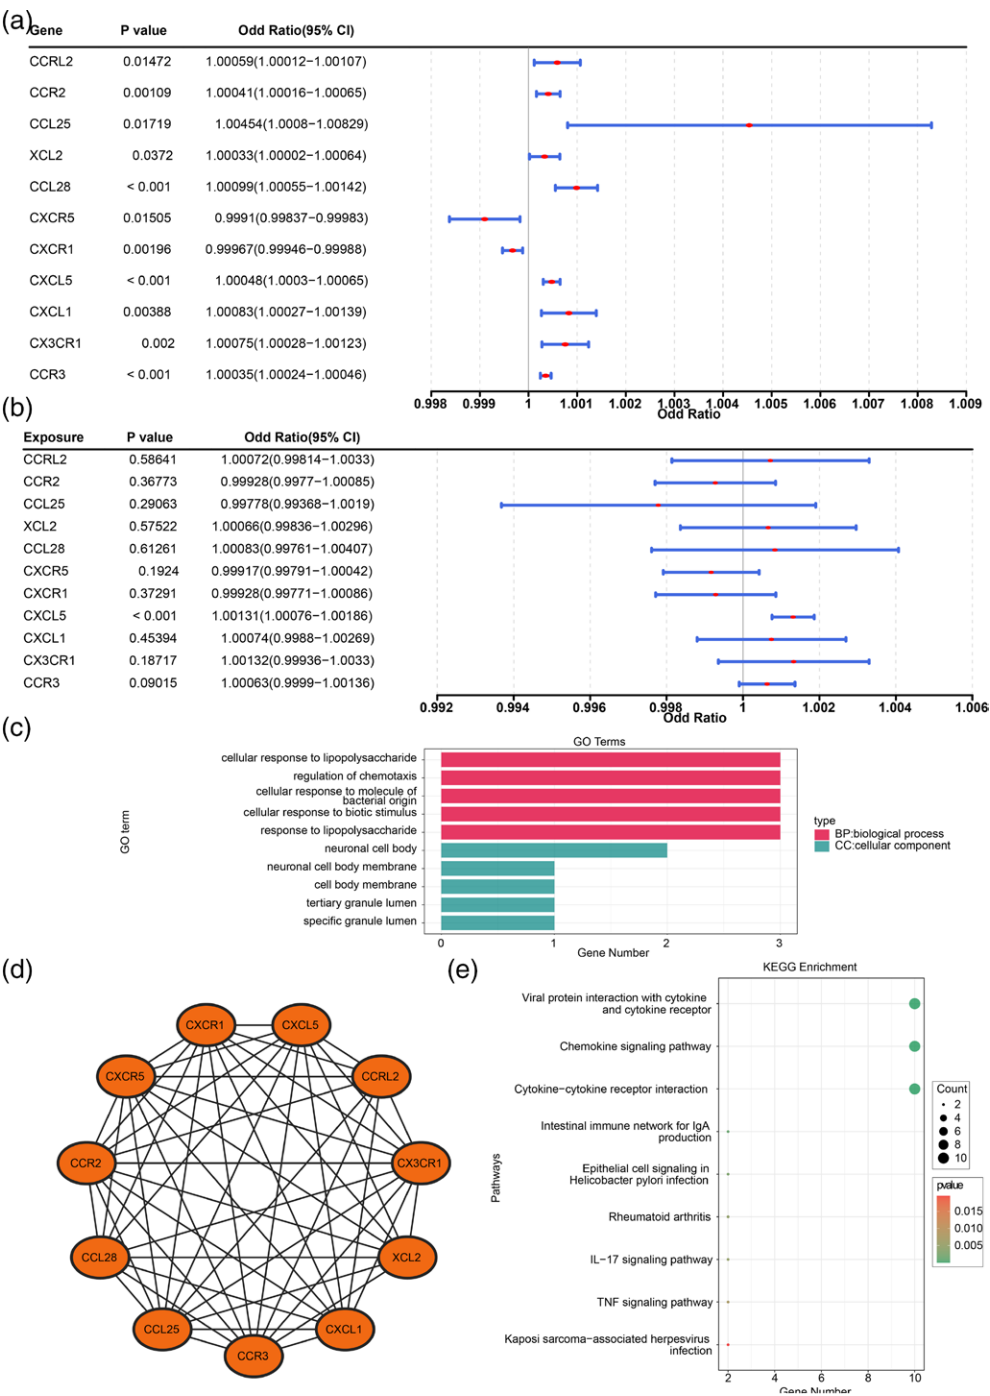 (a)
Gene P value Odd Ratio(95% CI)
CCRL2 0.01472 1.00059(1.00012−1.00107)
CCR2 0.00109 1.00041(1.00016−1.00065)
CCL25 0.01719 1.00454(1.0008−1.00829)
XCL2 0.0372 1.00033(1.00002−1.00064)
CCL28 < 0.001 1.00099(1.00055−1.00142)
CXCR5 0.01505 0.9991(0.99837−0.99983)
CXCR1 0.00196 0.99967(0.99946−0.99988)
CXCL5 < 0.001 1.00048(1.0003−1.00065)
CXCL1 0.00388 1.00083(1.00027−1.00139)
CX3CR1 0.002 1.00075(1.00028−1.00123)
CCR3 < 0.001 1.00035(1.00024−1.00046)
0.998 0.999 1 1.001 1.002 1.003 1.004 1.005 1.006 1.007 1.008 1.009
Odd Ratio
(b)
Exposure P value Odd Ratio(95% CI)
CCRL2 0.58641 1.00072(0.99814−1.0033)
CCR2 0.36773 0.99928(0.9977−1.00085)
CCL25 0.29063 0.99778(0.99368−1.0019)
XCL2 0.57522 1.00066(0.99836−1.00296)
CCL28 0.61261 1.00083(0.99761−1.00407)
CXCR5 0.1924 0.99917(0.99791−1.00042)
CXCR1 0.37291 0.99928(0.99771−1.00086)
CXCL5 < 0.001 1.00131(1.00076−1.00186)
CXCL1 0.45394 1.00074(0.9988−1.00269)
CX3CR1 0.18717 1.00132(0.99936−1.0033)
CCR3 0.09015 1.00063(0.9999−1.00136)
0.992 0.994 0.996 0.998 1 1.002 1.004 1.006
Odd Ratio
(c)
GO Terms
GO term
cellular response to lipopolysaccharide
regulation of chemotaxis
cellular response to molecule of
bacterial origin
cellular response to biotic stimulus
response to lipopolysaccharide
neuronal cell body
neuronal cell body membrane
cell body membrane
tertiary granule lumen
specific granule lumen
0 1 2 3
Gene Number
type
BP:biological process
CC:cellular component
(d)
CXCR1
CXCL5
CXCR5
CCRL2
CCR2
CX3CR1
CCL28
XCL2
CCL25
CXCL1
CCR3
(e)
KEGG Enrichment
Pathways
Viral protein interaction with cytokine
and cytokine receptor
Chemokine signaling pathway
Cytokine−cytokine receptor interaction
Intestinal immune network for IgA
production
Epithelial cell signaling in
Helicobacter pylori infection
Rheumatoid arthritis
IL−17 signaling pathway
TNF signaling pathway
Kaposi sarcoma−associated herpesvirus
infection
2 4 6 8 10
Gene Number
Count
2
4
6
8
10
pvalue
0.015
0.010
0.005